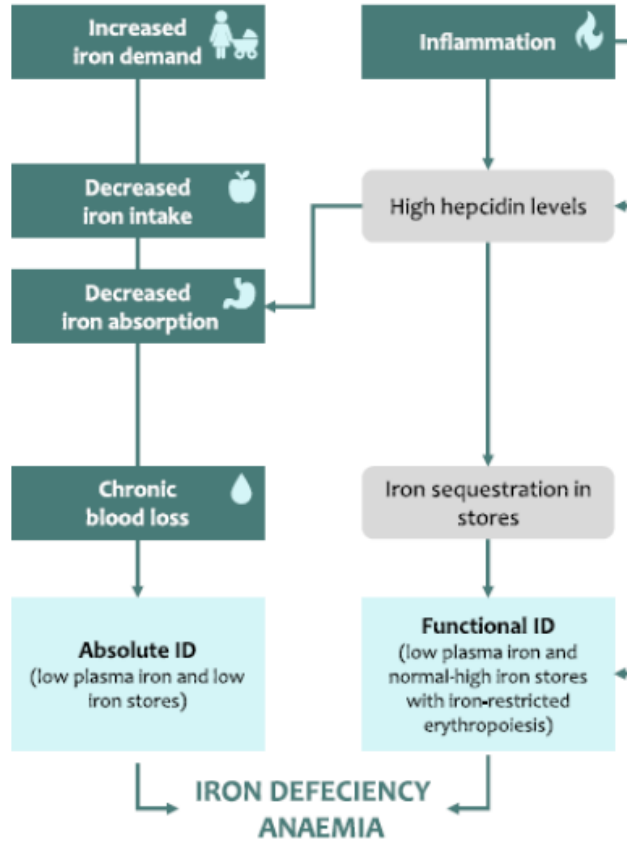 Increased
iron demand
Inflammation
Decreased
iron intake
High hepcidin levels
Decreased
iron absorption
Chronic
blood loss
Iron sequestration in
stores
Absolute ID
(low plasma iron and low
iron stores)
Functional ID
(low plasma iron and
normal-high iron stores
with iron-restricted
erythropoiesis)
IRON DEFECIENCY
ANAEMIA